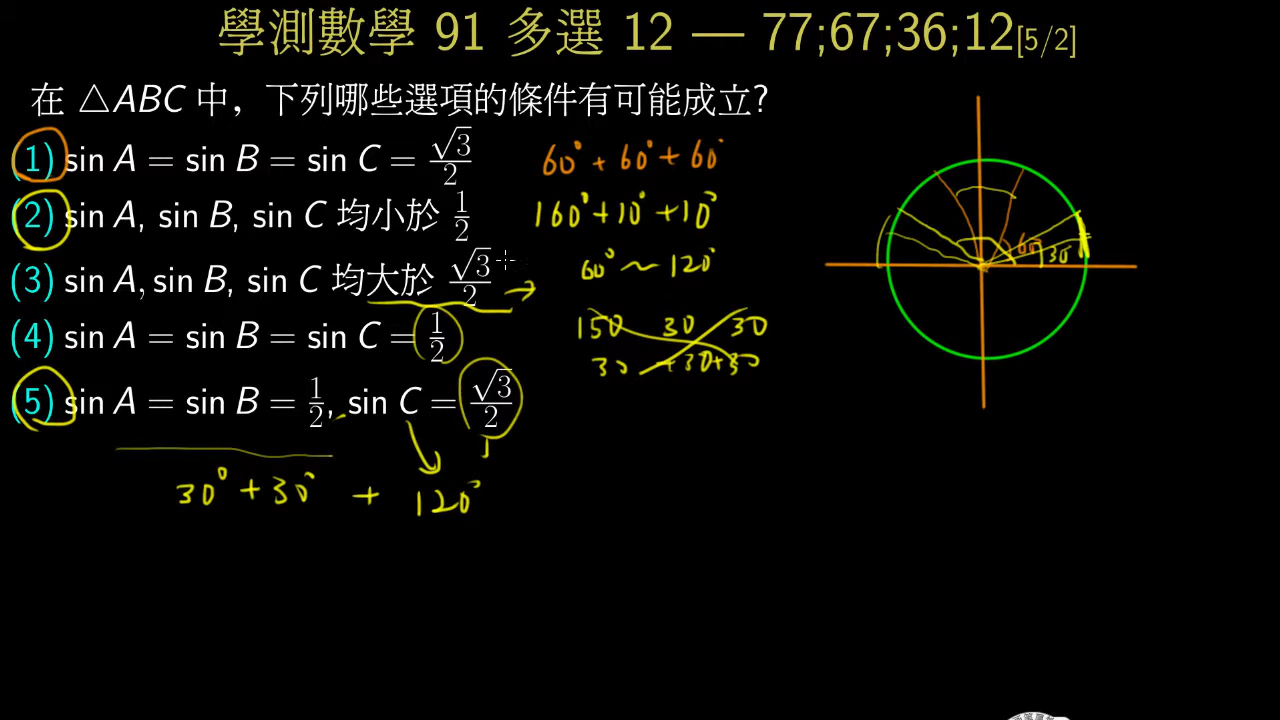 學測數學 91 多選 12 — 77;67;36;12[5/2]
在 △ABC 中, 下列哪些選項的條件有可能成立?
(1) sin A = sin B = sin C = √3/2
60° + 60° + 60°
(2) sin A, sin B, sin C 均小於 1/2
160° + 10° + 10°
(3) sin A, sin B, sin C 均大於 √3/2
60° ~ 120°
(4) sin A = sin B = sin C = 1/2
150 30 30
30 +30+30
(5) sin A = sin B = 1/2, sin C = √3/2
30° + 30° + 120°
60 30